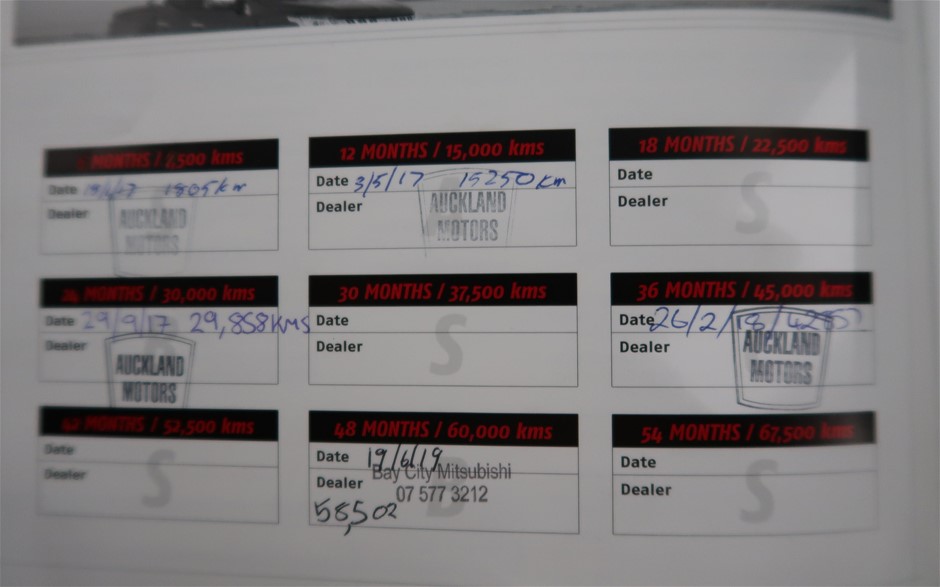 MONTHS / 7,500 kms
Date
Dealer
AUCKLAND
MOTORS
12 MONTHS / 15,000 kms
Date 3/5/17 15250km
Dealer
AUCKLAND
MOTORS
18 MONTHS / 22,500 kms
Date
Dealer
S
24 MONTHS / 30,000 kms
Date 29/9/17 29,858KMS
Dealer
AUCKLAND
MOTORS
30 MONTHS / 37,500 kms
Date
Dealer
S
36 MONTHS / 45,000 kms
Date 26/2/18/
Dealer
AUCKLAND
MOTORS
42 MONTHS / 52,500 kms
Date
Dealer
S
48 MONTHS / 60,000 kms
Date 19/6/19
Bay City Mitsubishi
Dealer 07 577 3212
B
58,502
54 MONTHS / 67,500 kms
Date
Dealer
S